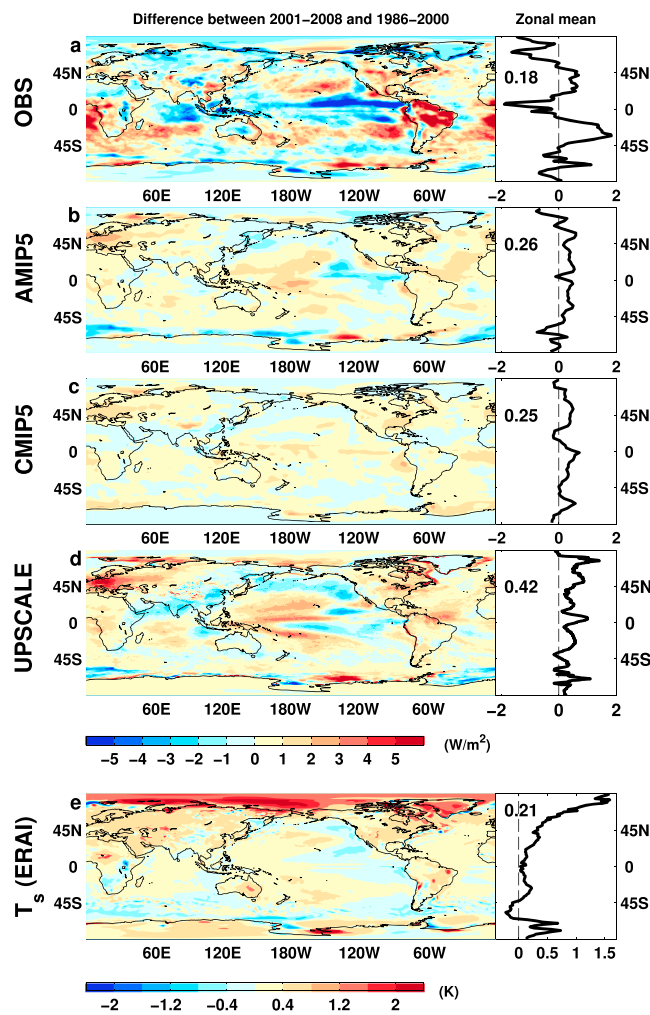 Difference between 2001−2008 and 1986−2000 Zonal mean
a
OBS
0.18
45N 0 45S
45N 0 45S
60E 120E 180W 120W 60W
−2 0 2
b
AMIP5
0.26
45N 0 45S
45N 0 45S
60E 120E 180W 120W 60W
−2 0 2
c
CMIP5
0.25
45N 0 45S
45N 0 45S
60E 120E 180W 120W 60W
−2 0 2
d
UPSCALE
0.42
45N 0 45S
45N 0 45S
60E 120E 180W 120W 60W
−2 0 2
−5 −4 −3 −2 −1 0 1 2 3 4 5 (W/m²)
e
Ts (ERAI)
0.21
45N 0 45S
45N 0 45S
60E 120E 180W 120W 60W
0 0.5 1 1.5
−2 −1.2 −0.4 0.4 1.2 2 (K)